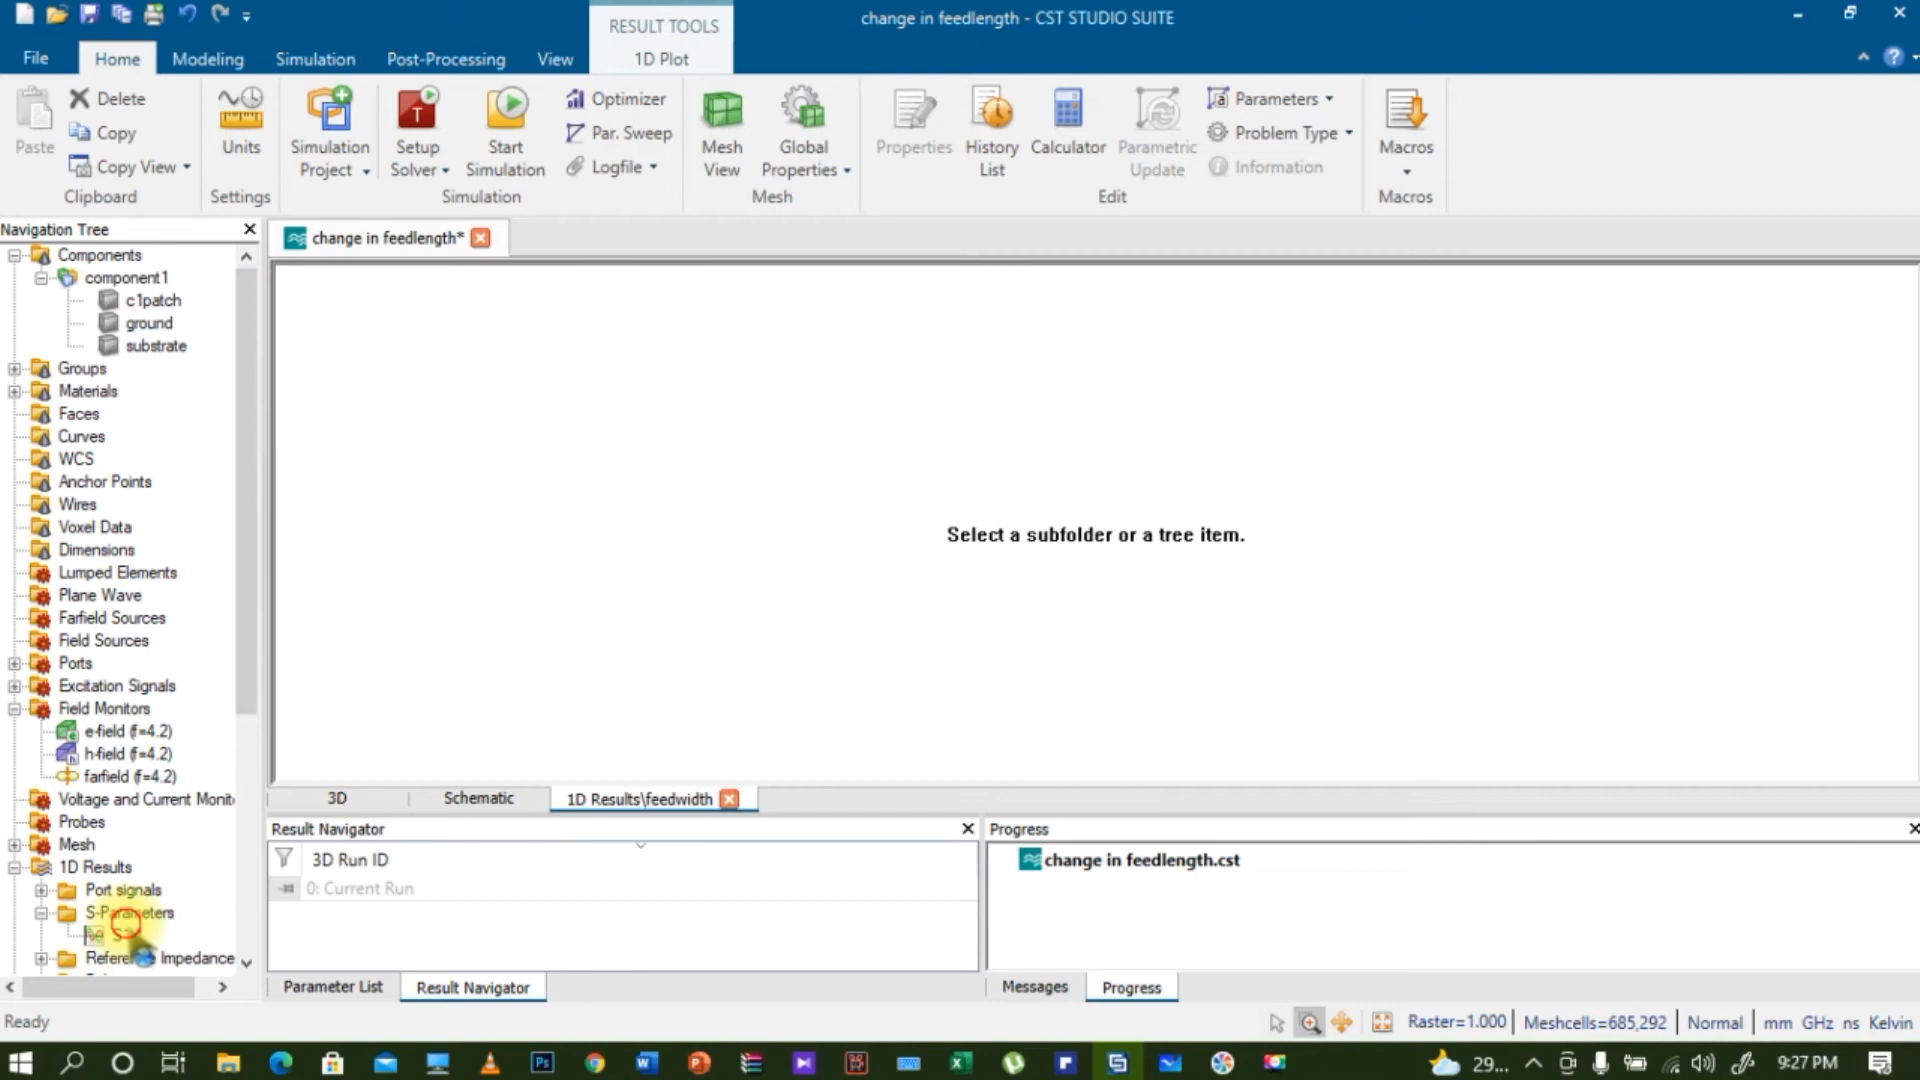 RESULT TOOLS
change in feedlength - CST STUDIO SUITE
File
Home
Modeling
Simulation
Post-Processing
View
1D Plot
Paste
Delete
Copy
Copy View
Clipboard
Units
Settings
Simulation Project
Setup Solver
Start Simulation
Optimizer
Par. Sweep
Logfile
Simulation
Mesh View
Global Properties
Mesh
Properties
History List
Calculator
Parametric Update
Parameters
Problem Type
Information
Edit
Macros
Macros
Navigation Tree
Components
component1
c1patch
ground
substrate
Groups
Materials
Faces
Curves
WCS
Anchor Points
Wires
Voxel Data
Dimensions
Lumped Elements
Plane Wave
Farfield Sources
Field Sources
Ports
Excitation Signals
Field Monitors
e-field (f=4.2)
h-field (f=4.2)
farfield (f=4.2)
Voltage and Current Monit
Probes
Mesh
1D Results
Port signals
S-Parameters
Impedance
change in feedlength*
Select a subfolder or a tree item.
3D
Schematic
1D Results\feedwidth
Result Navigator
3D Run ID
0: Current Run
Parameter List
Result Navigator
Progress
change in feedlength.cst
Messages
Progress
Ready
Raster=1.000
Meshcells=685,292
Normal
mm GHz ns Kelvin
29...
9:27 PM